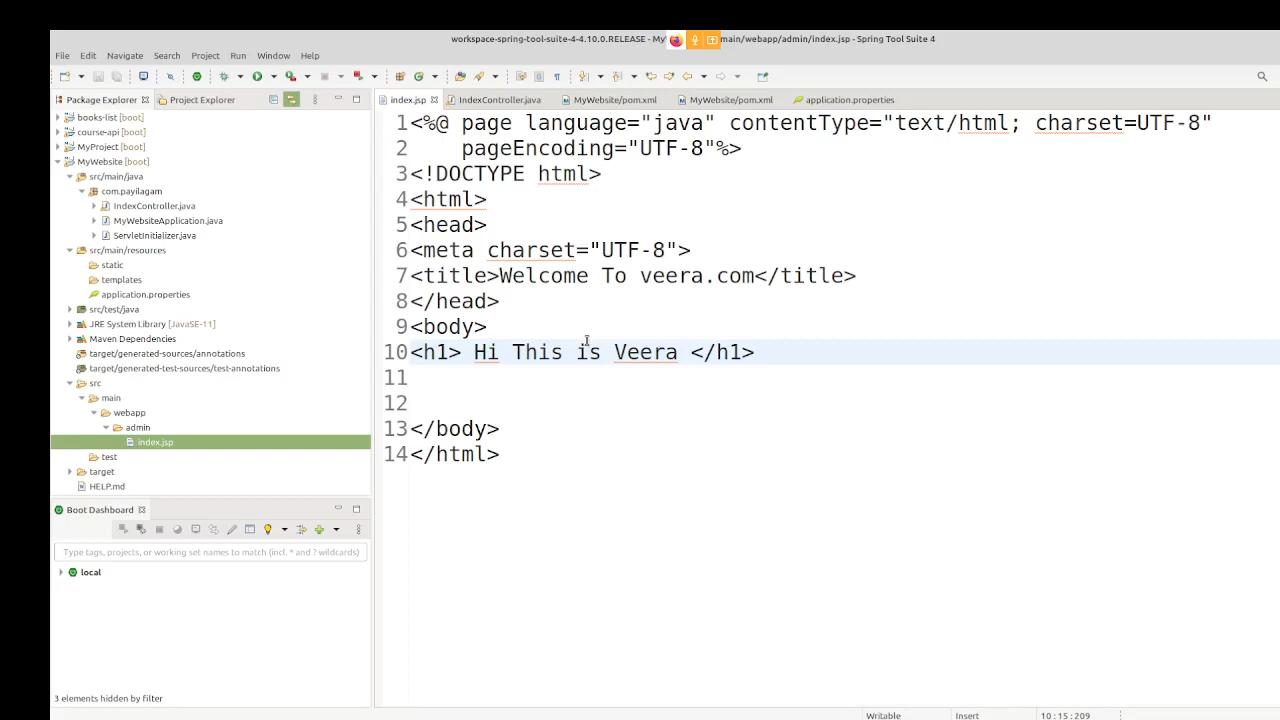 workspace-spring-tool-suite-4-4.10.0.RELEASE - My main/webapp/admin/index.jsp - Spring Tool Suite 4
File Edit Navigate Search Project Run Window Help
Package Explorer Project Explorer
index.jsp IndexController.java MyWebsite/pom.xml MyWebsite/pom.xml application.properties
books-list [boot]
course-api [boot]
MyProject [boot]
MyWebsite [boot]
src/main/java
com.payilagam
IndexController.java
MyWebsiteApplication.java
ServletInitializer.java
src/main/resources
static
templates
application.properties
src/test/java
JRE System Library [JavaSE-11]
Maven Dependencies
target/generated-sources/annotations
target/generated-test-sources/test-annotations
src
main
webapp
admin
index.jsp
test
target
HELP.md
1 <%@ page language="java" contentType="text/html; charset=UTF-8"
2 pageEncoding="UTF-8"%>
3 <!DOCTYPE html>
4 <html>
5 <head>
6 <meta charset="UTF-8">
7 <title>Welcome To veera.com</title>
8 </head>
9 <body>
10 <h1> Hi This is Veera </h1>
11
12
13 </body>
14 </html>
Boot Dashboard
Type tags, projects, or working set names to match (incl. * and ? wildcards)
local
3 elements hidden by filter
Writable Insert 10:15:209